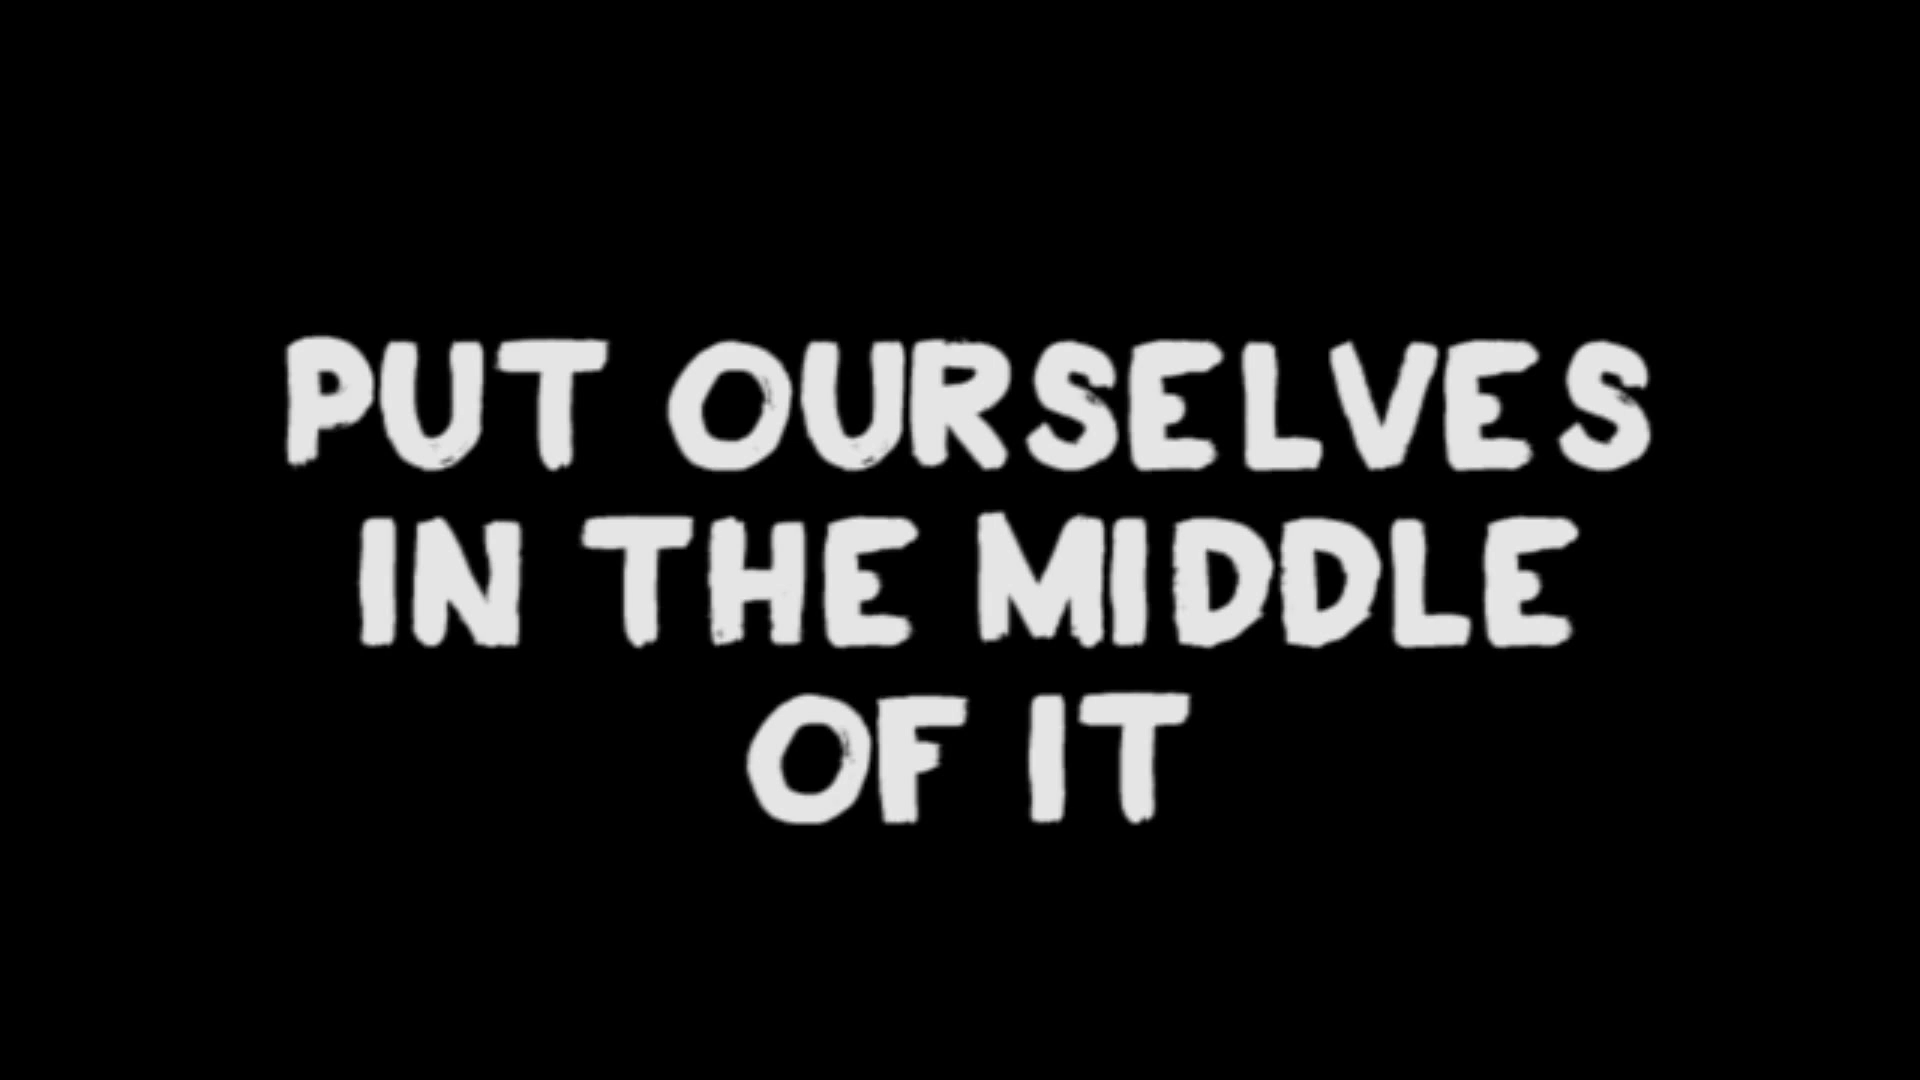 PUT OURSELVES
IN THE MIDDLE
OF IT